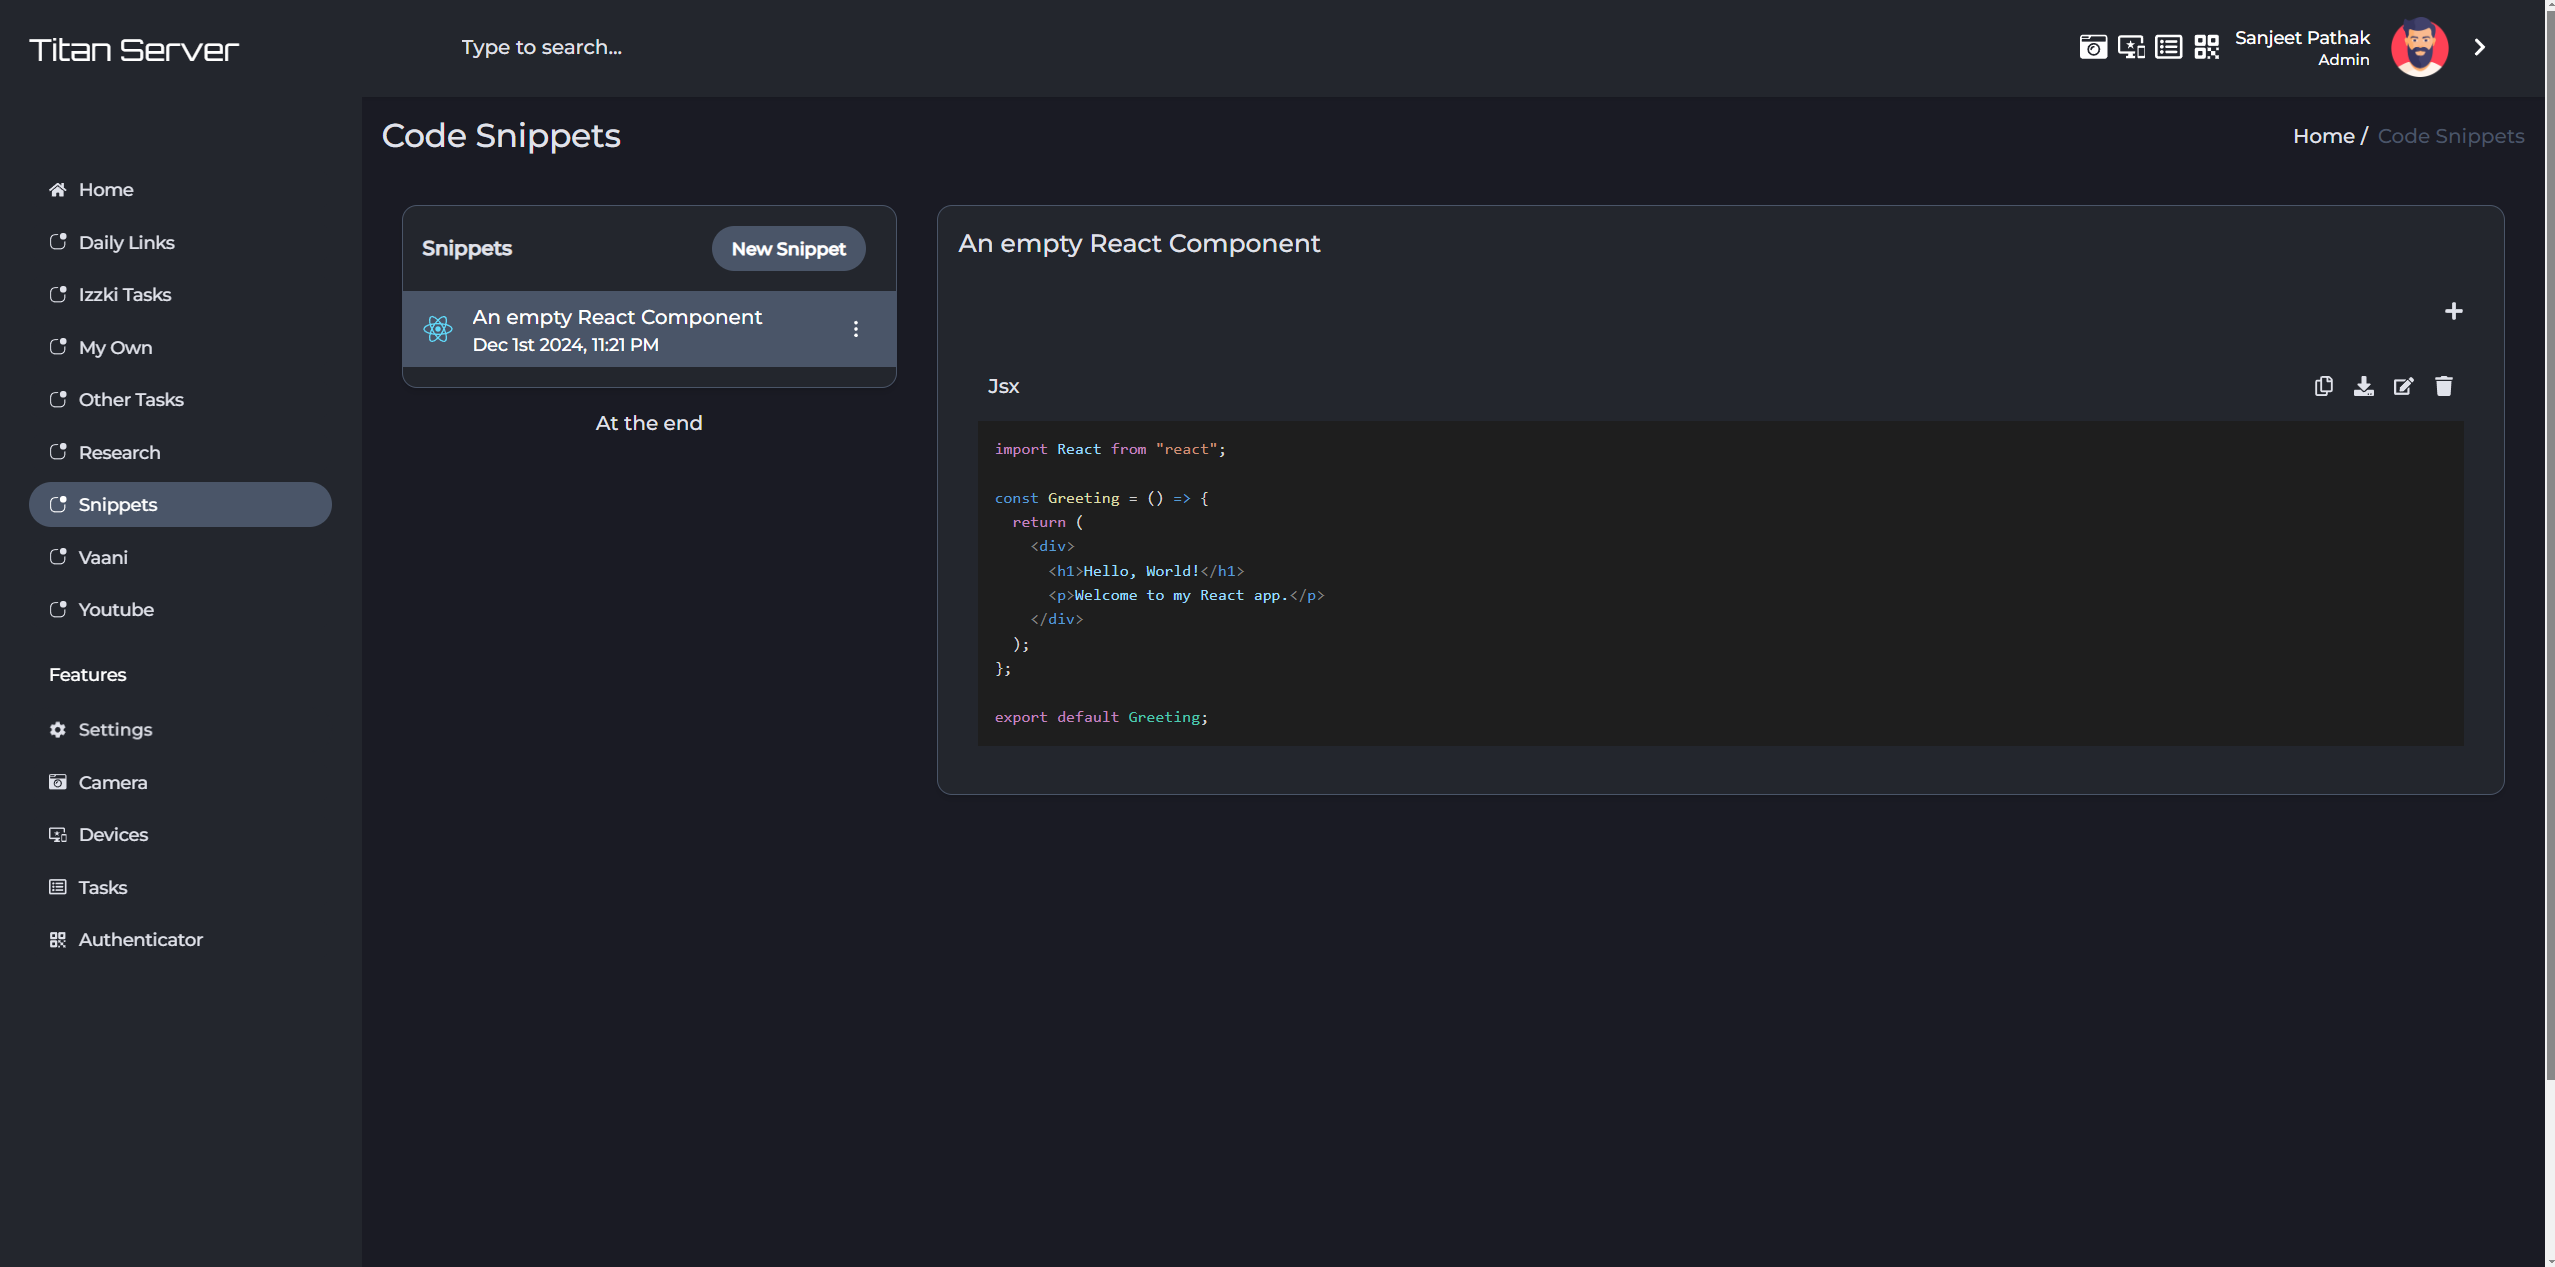 Titan Server
Type to search...
Sanjeet Pathak
Admin
Home
Daily Links
Izzki Tasks
My Own
Other Tasks
Research
Snippets
Vaani
Youtube
Features
Settings
Camera
Devices
Tasks
Authenticator
Code Snippets
Home / Code Snippets
Snippets
New Snippet
An empty React Component
Dec 1st 2024, 11:21 PM
At the end
An empty React Component
Jsx
import React from "react";
const Greeting = () => {
  return (
    <div>
      <h1>Hello, World!</h1>
      <p>Welcome to my React app.</p>
    </div>
  );
};
export default Greeting;